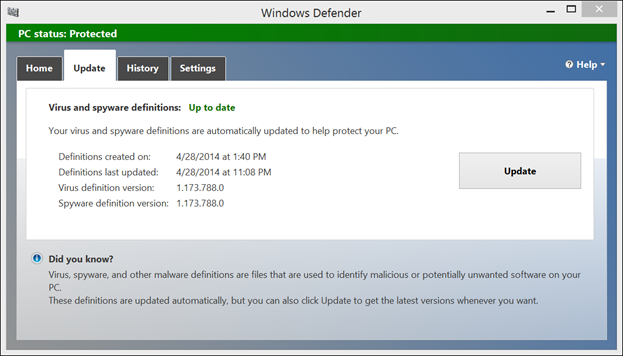 Windows Defender
PC status: Protected
Home Update History Settings Help
Virus and spyware definitions: Up to date
Your virus and spyware definitions are automatically updated to help protect your PC.
Definitions created on: 4/28/2014 at 1:40 PM
Definitions last updated: 4/28/2014 at 11:08 PM
Virus definition version: 1.173.788.0
Spyware definition version: 1.173.788.0
Update
Did you know?
Virus, spyware, and other malware definitions are files that are used to identify malicious or potentially unwanted software on your
PC.
These definitions are updated automatically, but you can also click Update to get the latest versions whenever you want.